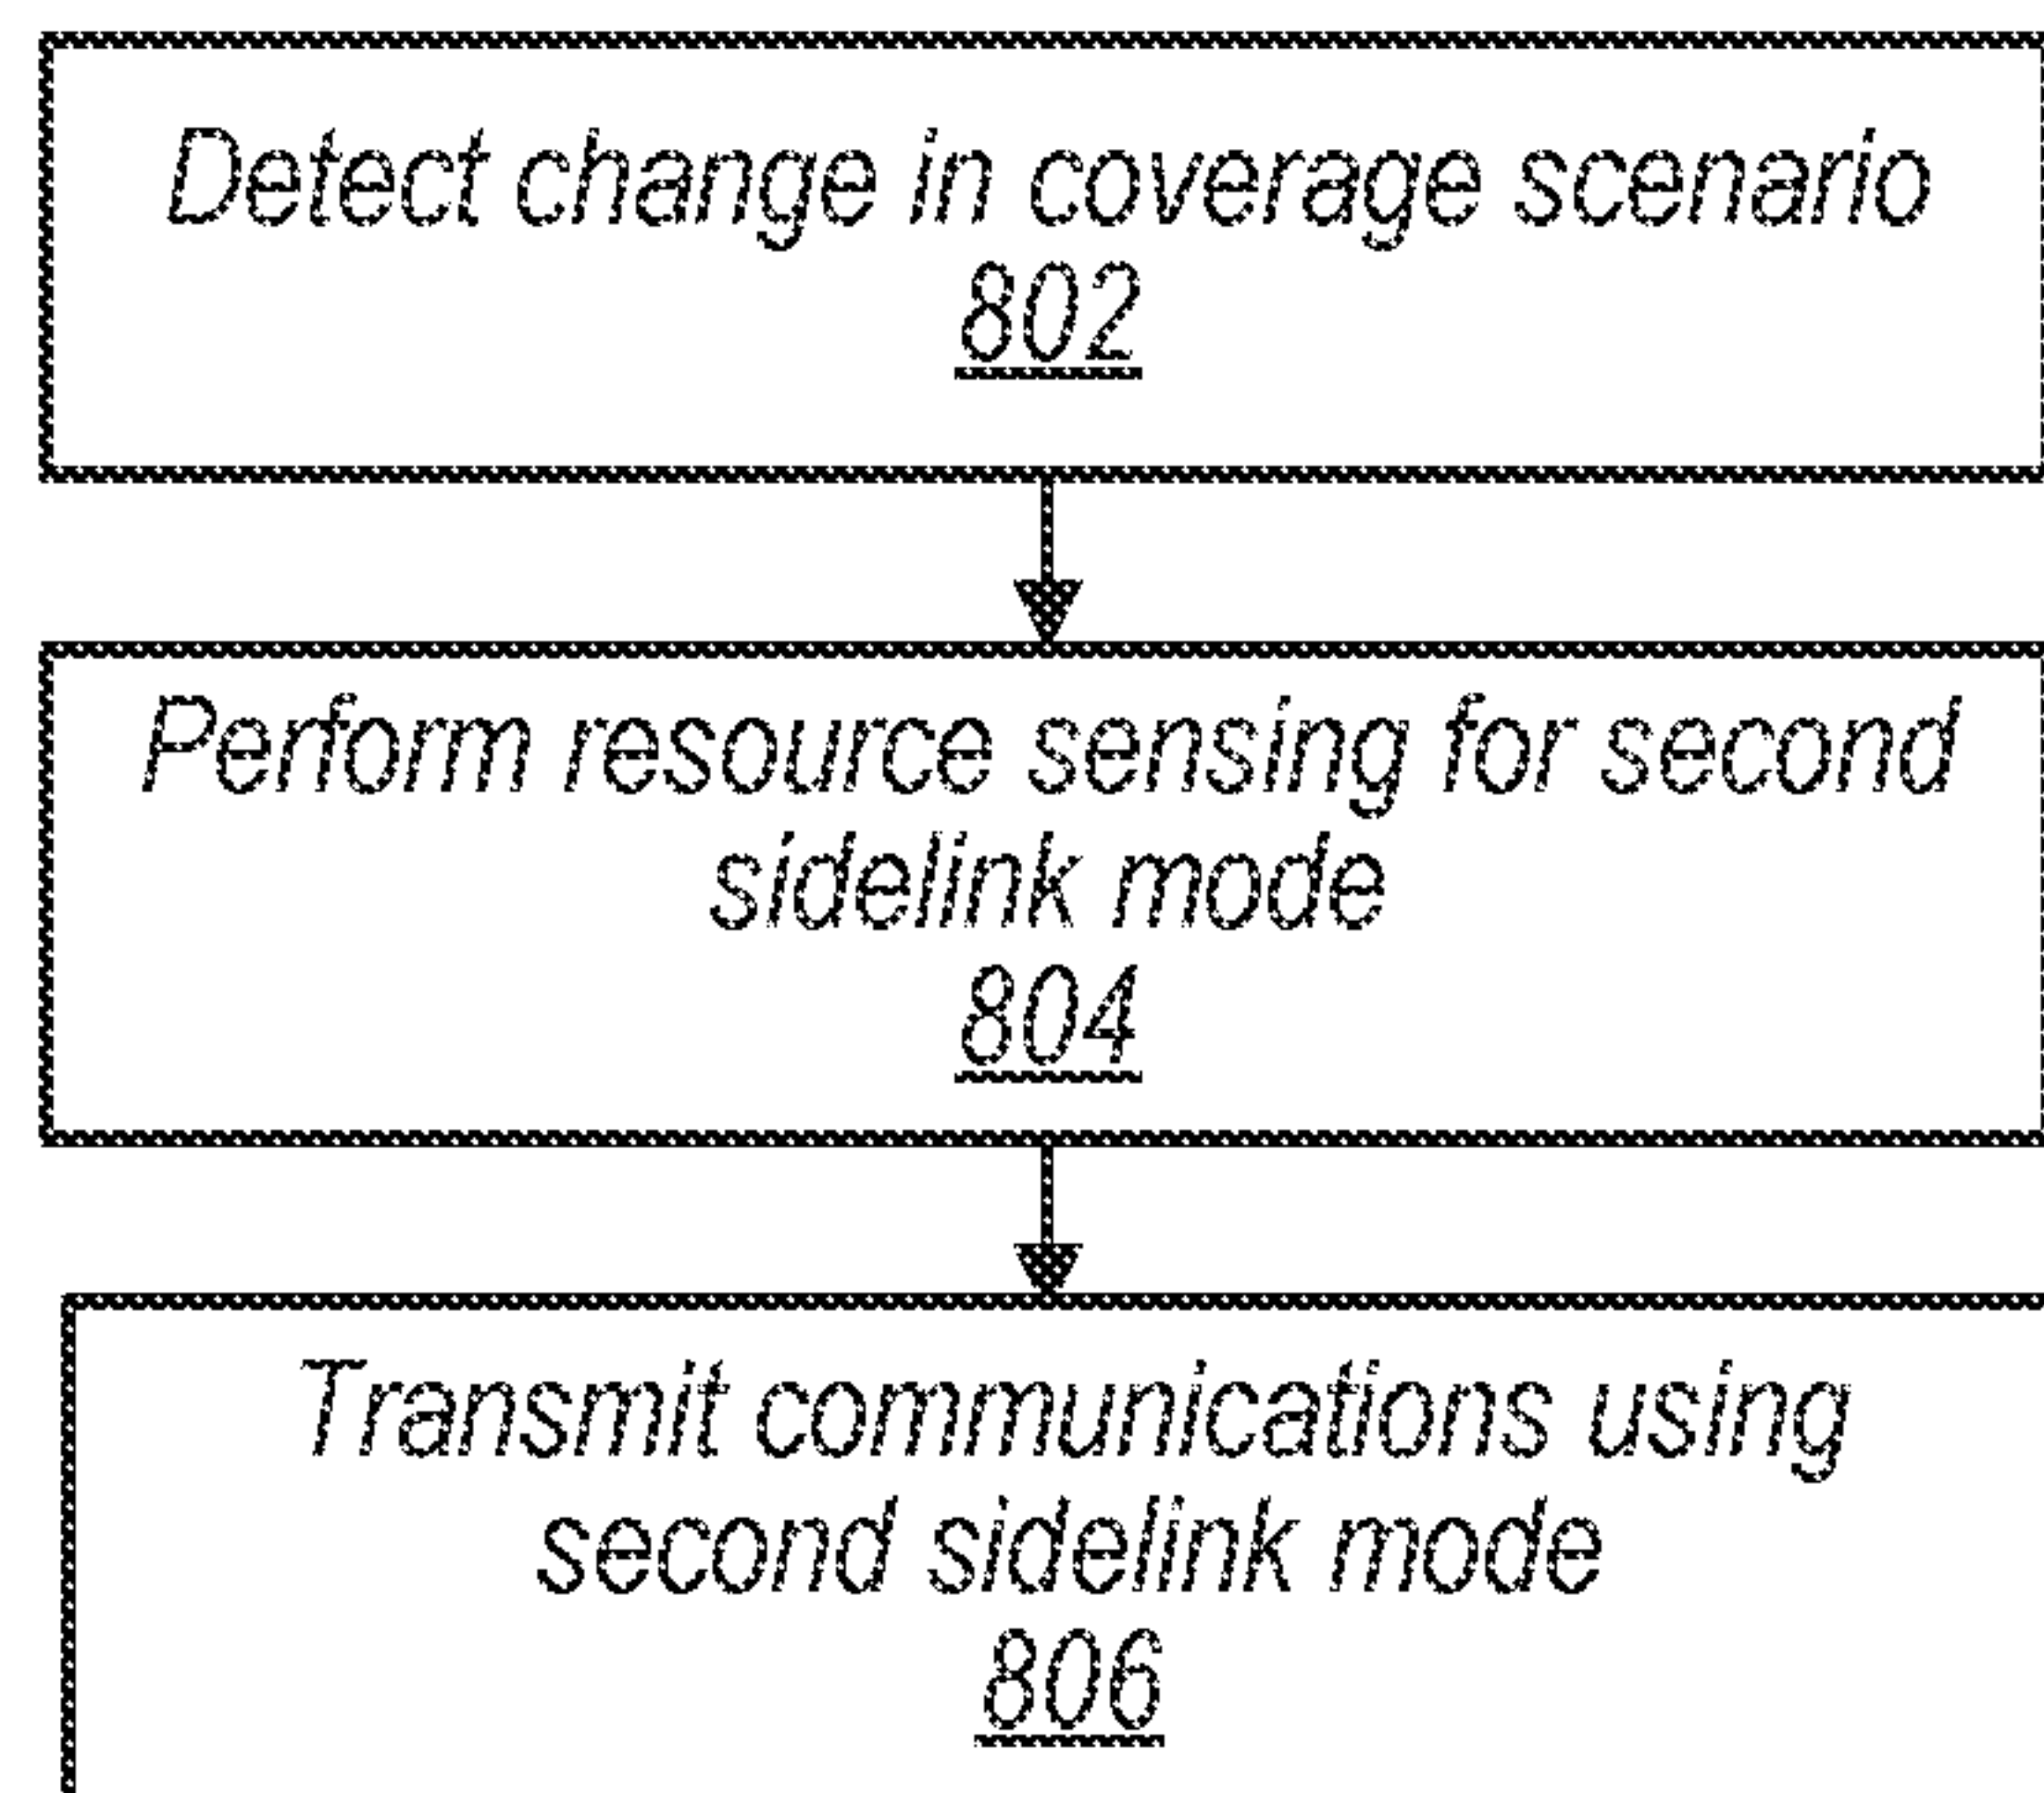 Detect change in coverage scenario
802
Perform resource sensing for second
sidelink mode
804
Transmit communications using
second sidelink mode
806